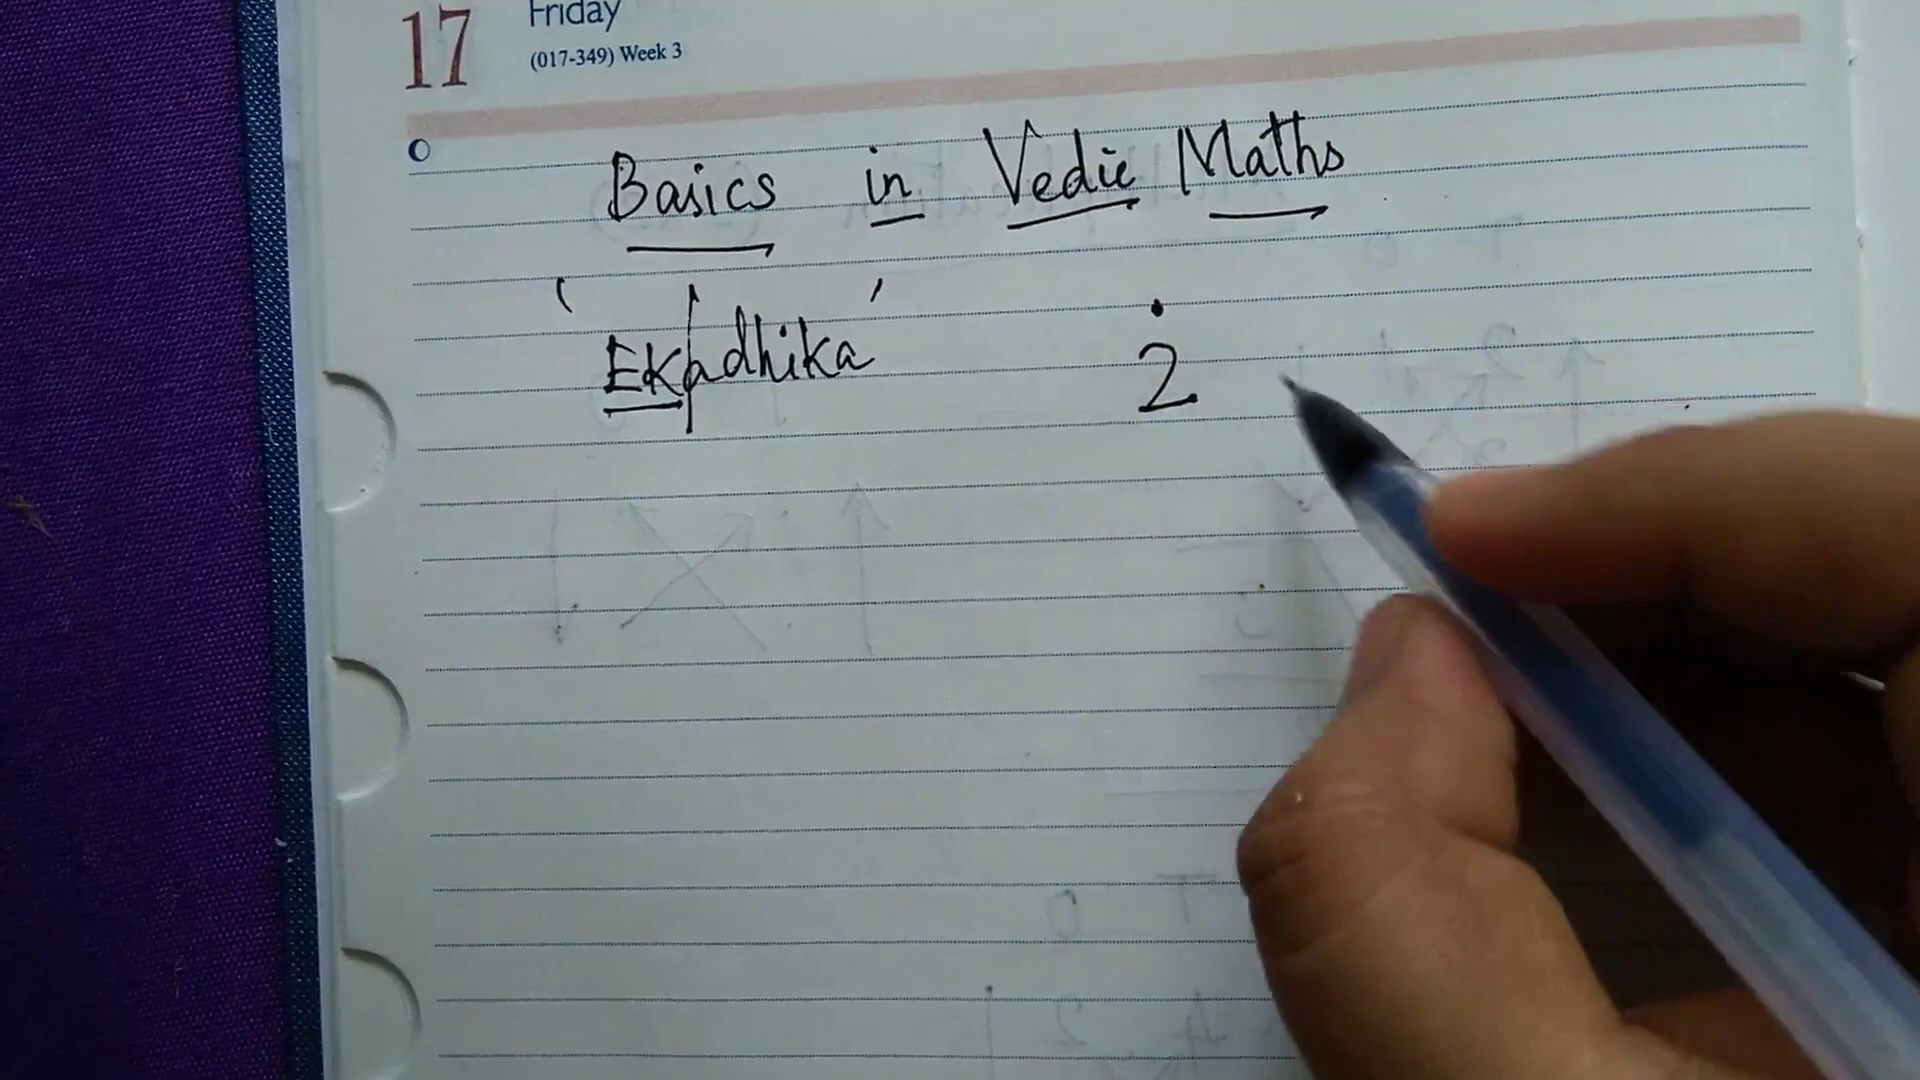 17 Friday
(017-349) Week 3
Basics in Vedic Maths
'Ekadhika' 2̇